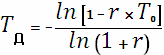 T_Д = - ln[1 - r × T_0] / ln(1 + r)